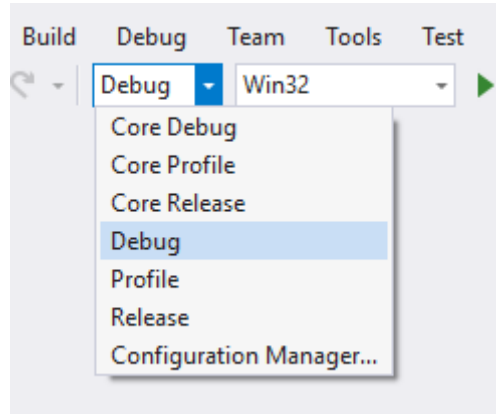 Build Debug Team Tools Test
Debug Win32
Core Debug
Core Profile
Core Release
Debug
Profile
Release
Configuration Manager...